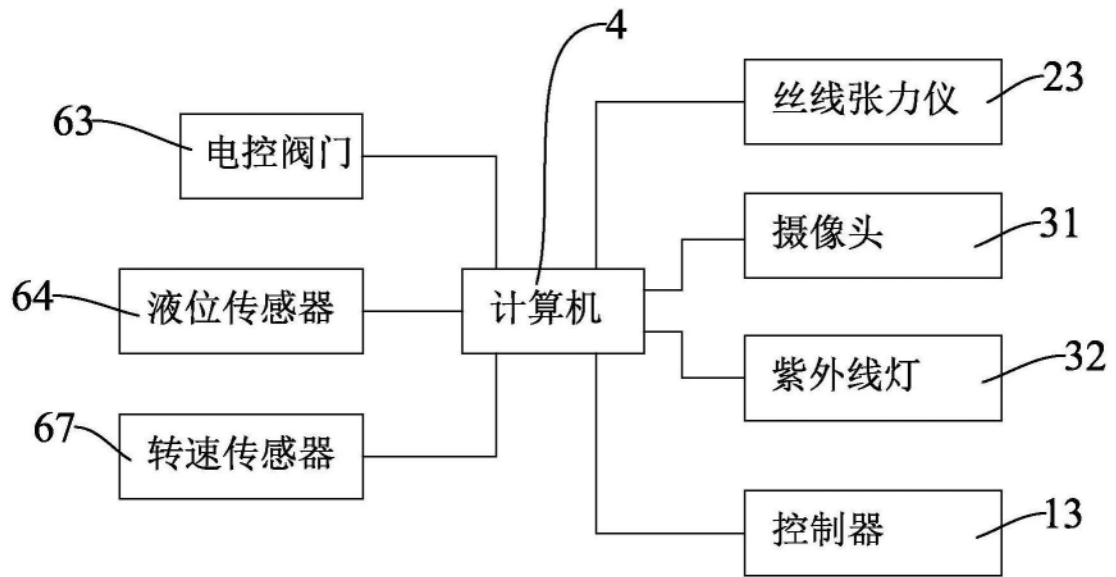 4
丝线张力仪
23
63
电控阀门
摄像头
31
64
液位传感器
计算机
紫外线灯
32
67
转速传感器
控制器
13